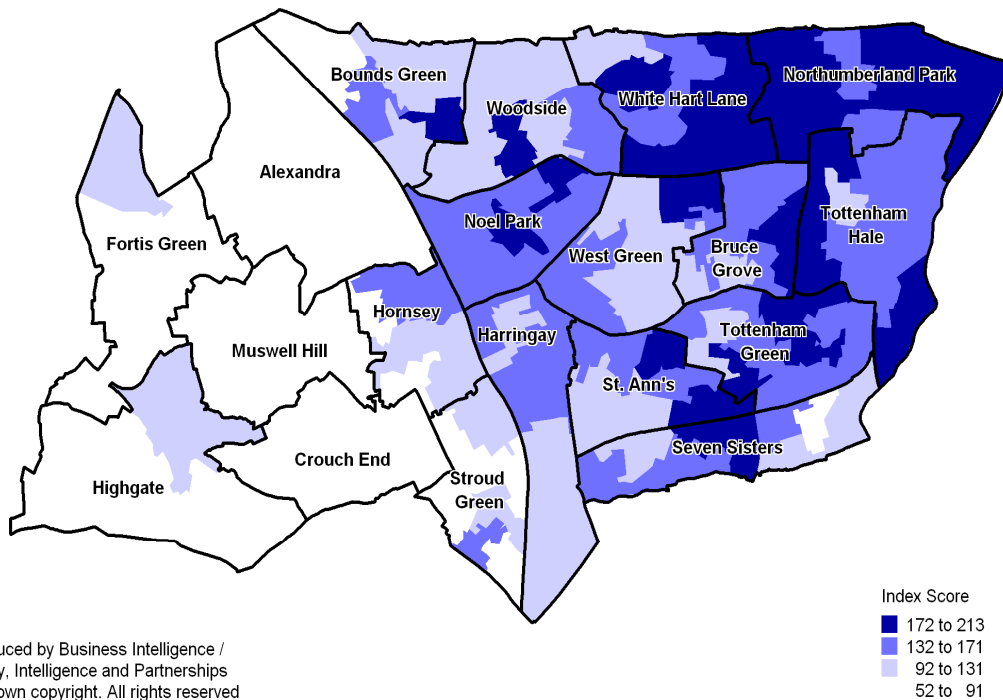 Bounds Green
Northumberland Park
White Hart Lane
Woodside
Alexandra
Noel Park
Tottenham
Hale
Fortis Green
West Green
Bruce
Grove
Hornsey
Harringay
Tottenham
Green
Muswell Hill
St. Ann's
Seven Sisters
Crouch End
Highgate
Stroud
Green
Index Score
172 to 213
132 to 171
92 to 131
52 to 91
uced by Business Intelligence /
y, Intelligence and Partnerships
own copyright. All rights reserved